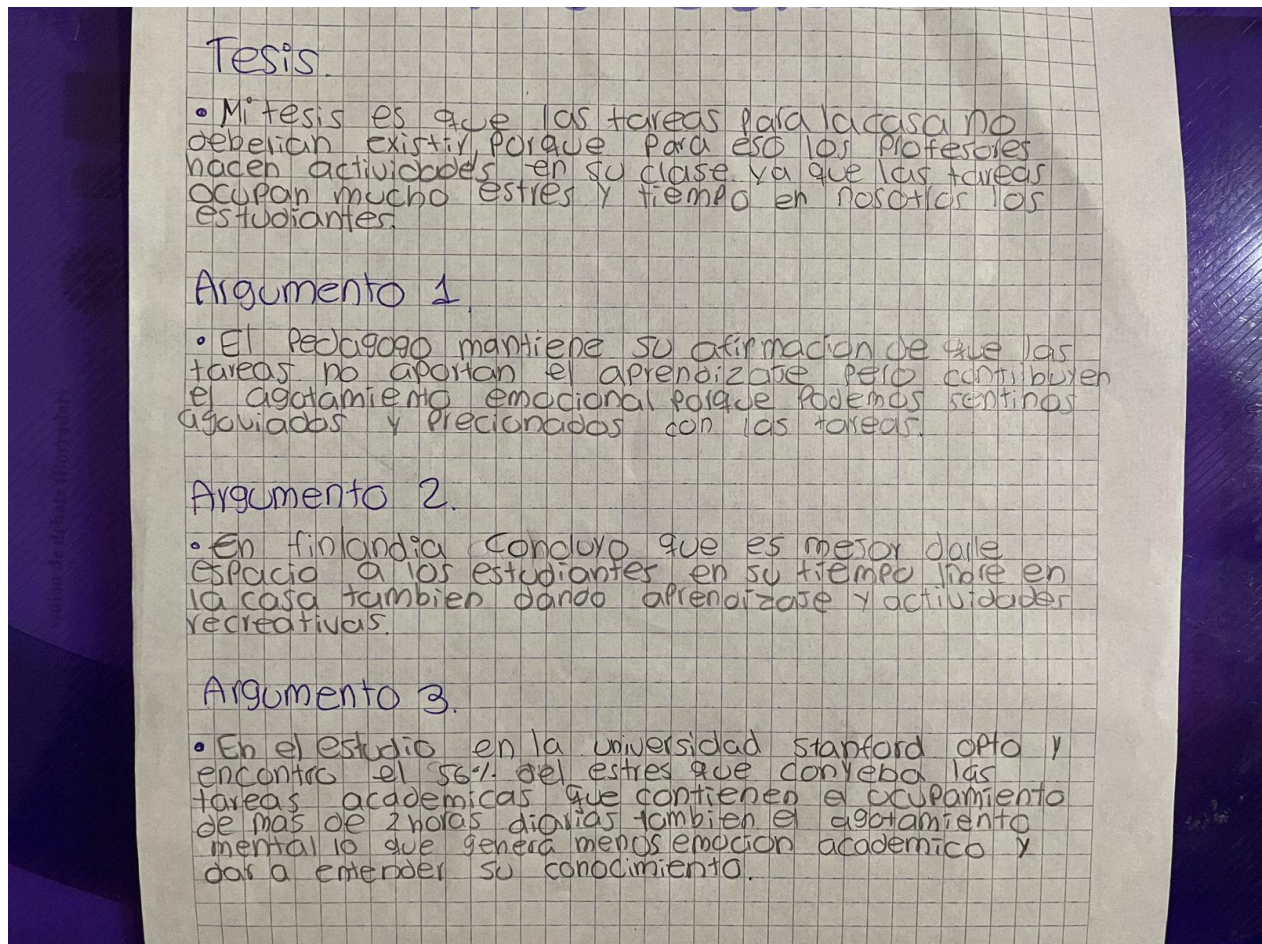 Tesis.
• Mi tesis es que las tareas para la casa no
deberian existir, porque para eso los profesores
hacen actividades en su clase ya que las tareas
ocupan mucho estres y tiempo en nosotros los
estudiantes.
Argumento 1.
• El Pedagogo mantiene su afirmacion de que las
tareas no aportan el aprendizaje pero contribuyen
el agotamiento emocional porque podemos sentirnos
agoviados y precionados con las tareas.
Argumento 2.
• En finlandia concluyo que es mejor darle
espacio a los estudiantes en su tiempo libre en
la casa tambien dando aprendizaje y actividades
recreativas.
Argumento 3.
• En el estudio en la universidad stanford opto y
encontro el 56% del estres que conyeba las
tareas academicas que contienen el ocupamiento
de mas de 2 horas diarias tambien el agotamiento
mental lo que genera menos emocion academico y
dar a entender su conocimiento.